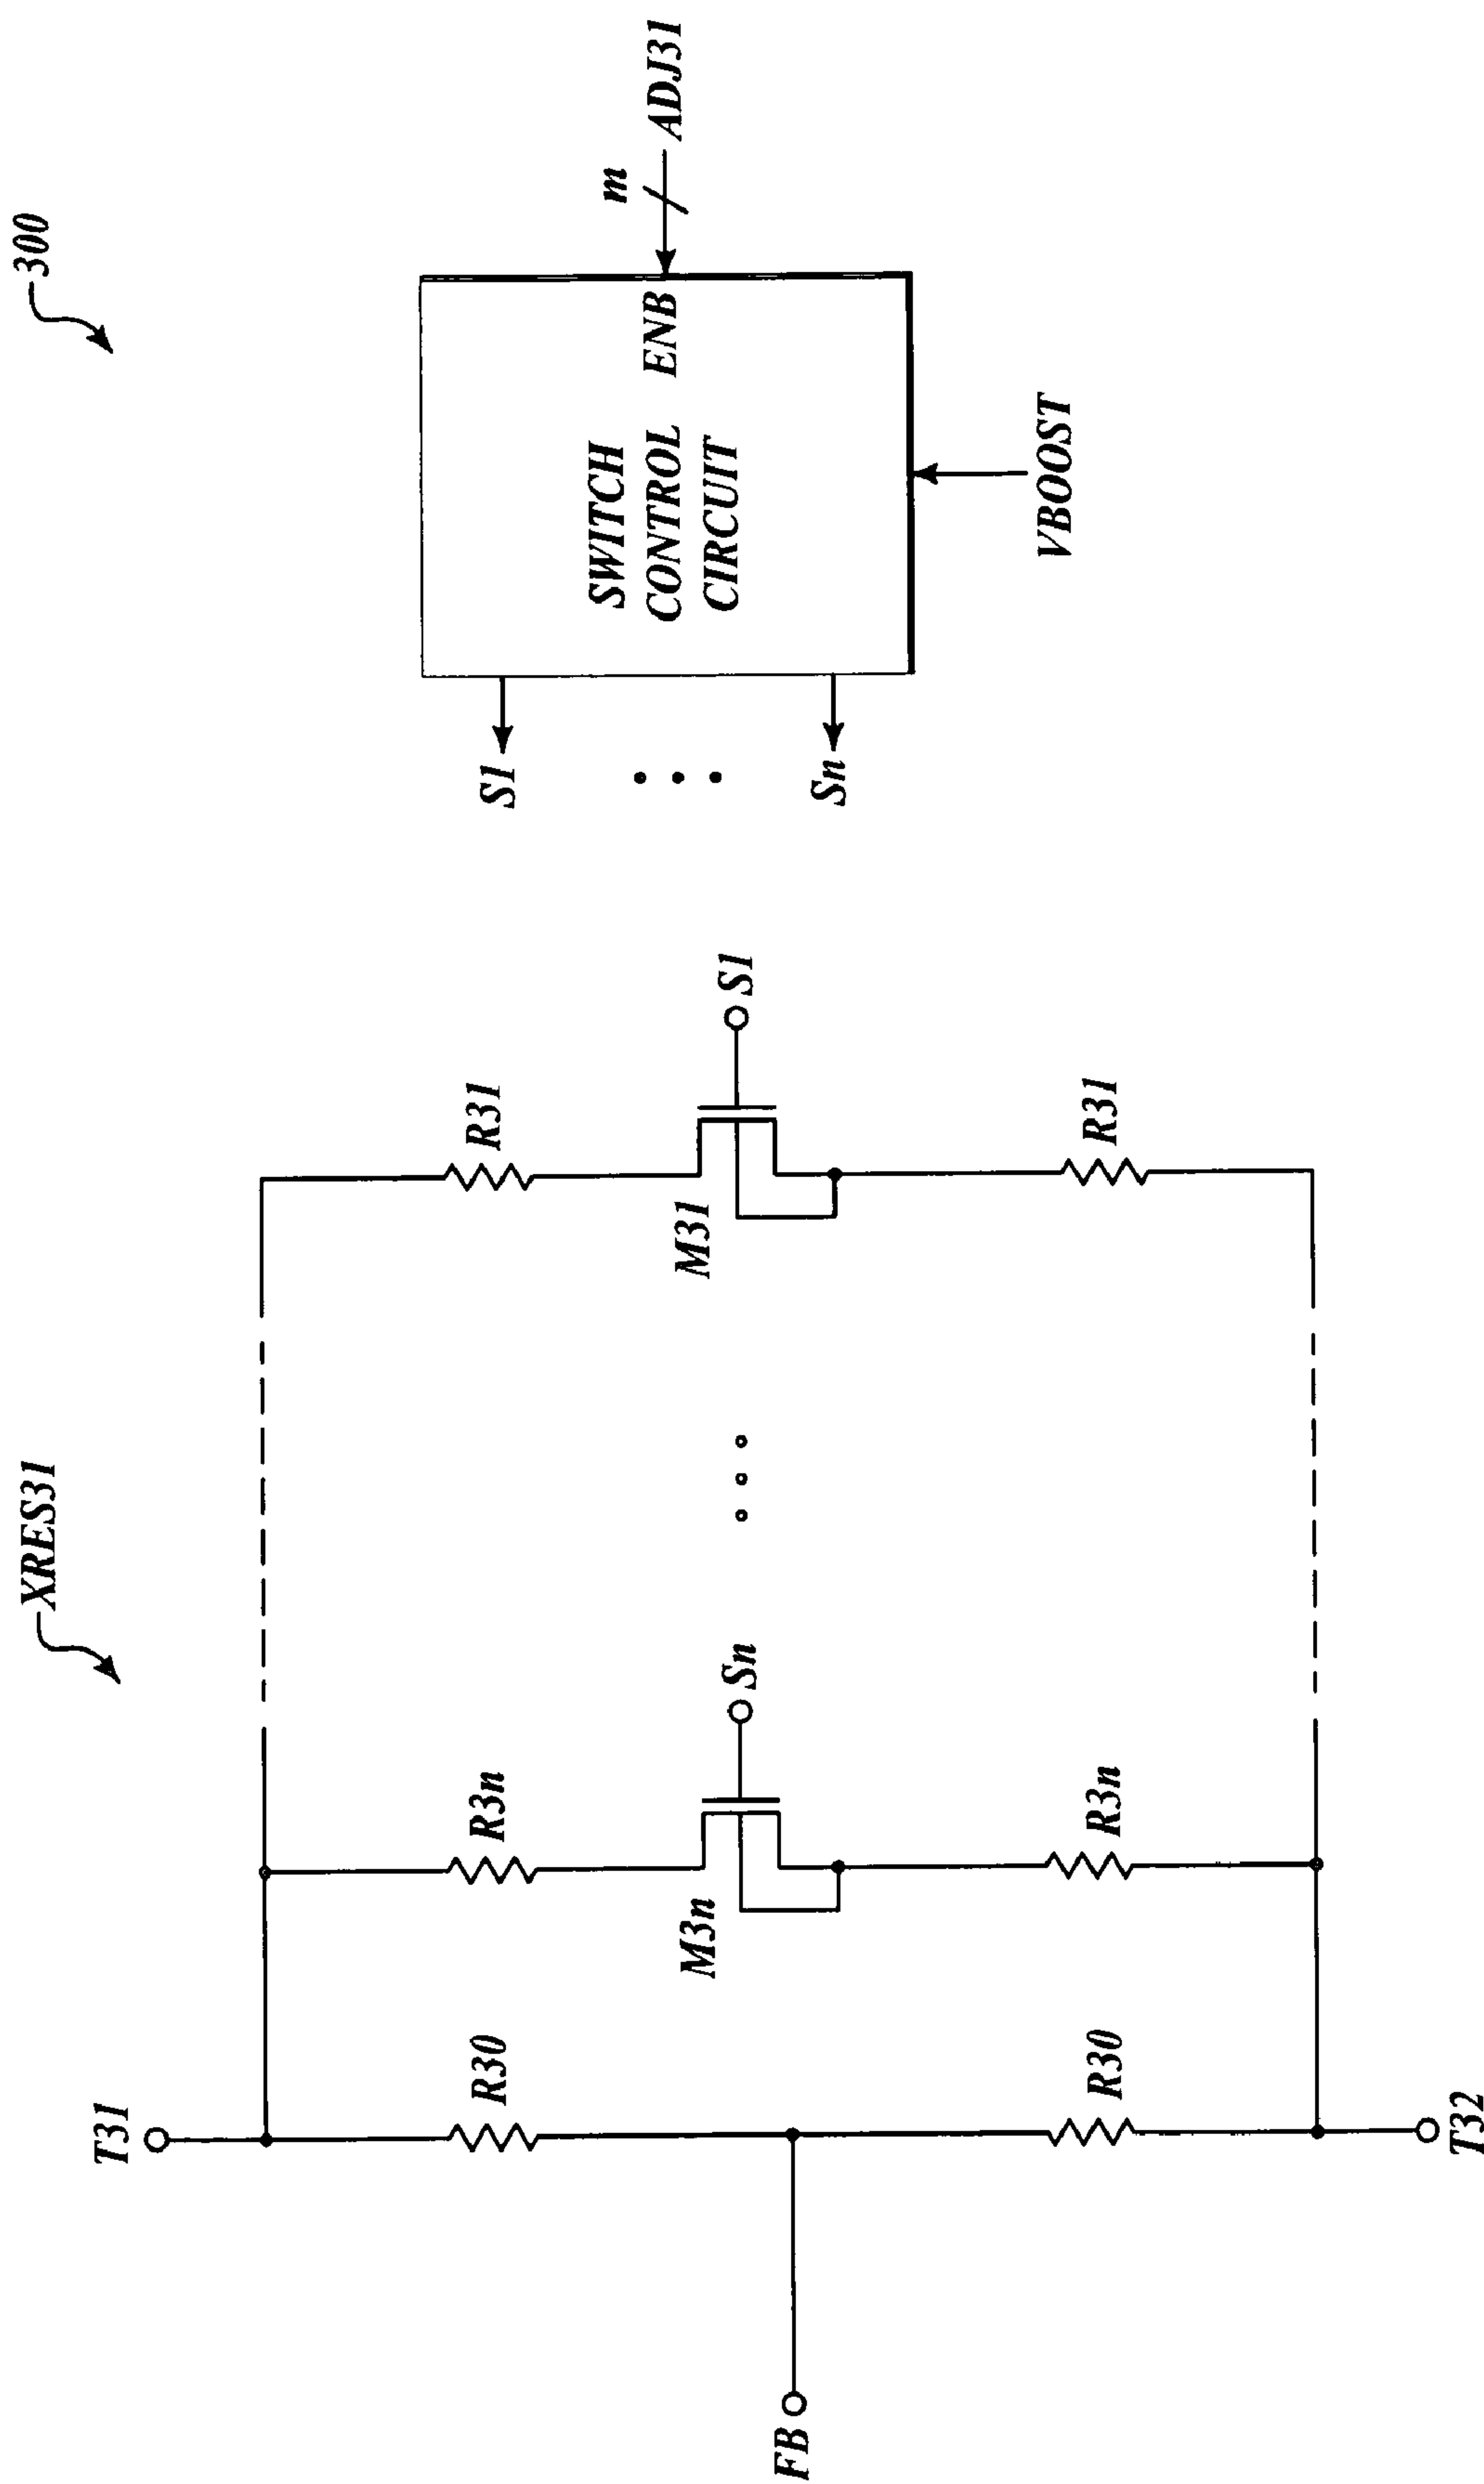 300
XRES31
T31
R30
R3n
R31
FB
M3n
Sn
M31
S1
R30
R3n
R31
T32
S1
Sn
SWITCH
CONTROL
CIRCUIT
ENB
m
ADJ31
VBOOST